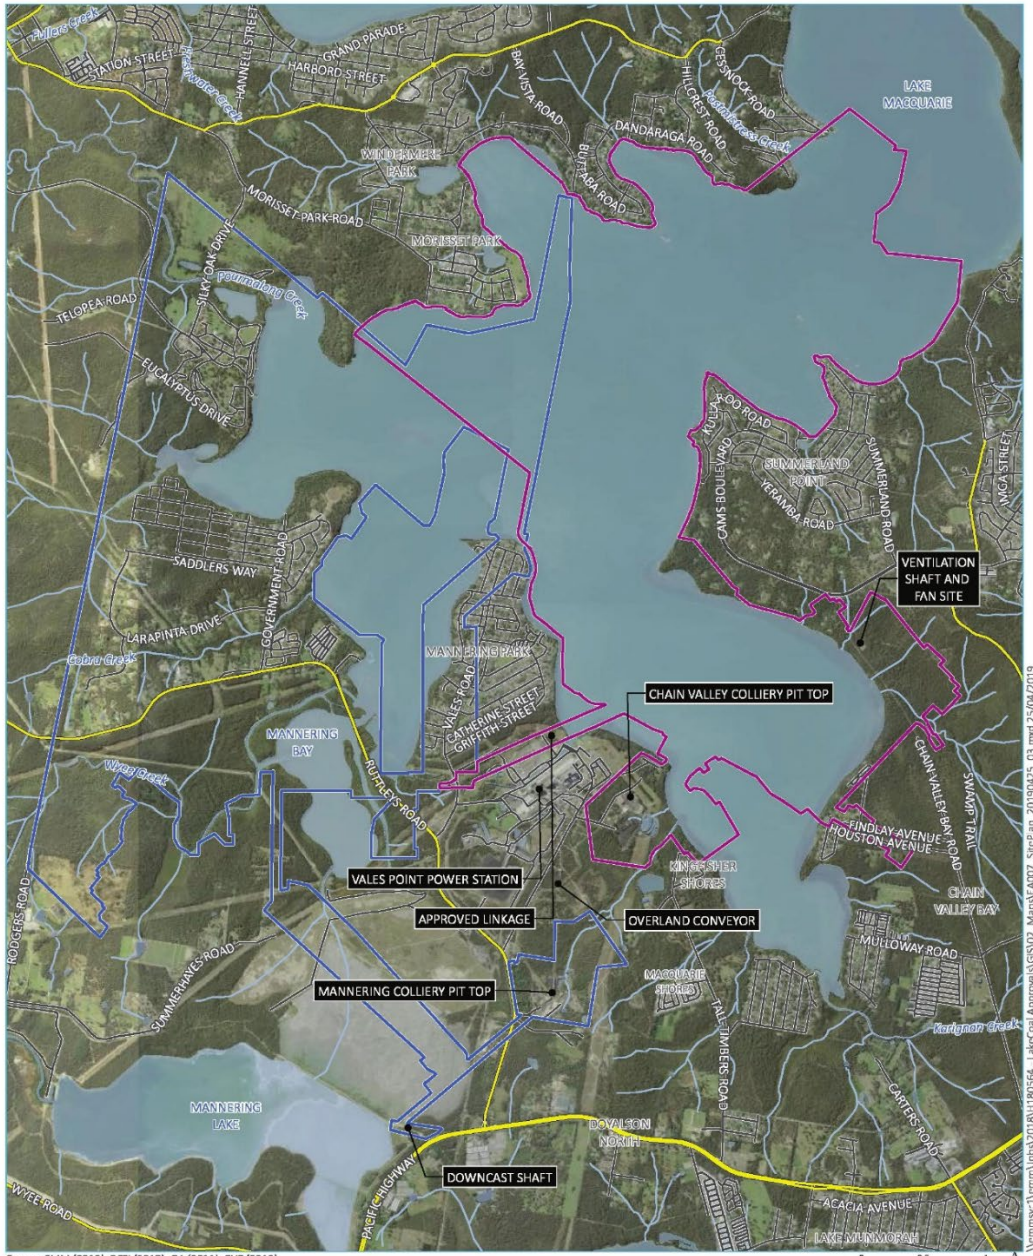 Fullers Creek
STATION STREET
HANNEL STREET
GRAND PARADE
HARBORD STREET
BAY VISTA ROAD
HILLCREST ROAD
CESSNOCK ROAD
LAKE
MACQUARIE
DANDARAGA ROAD
BUTTABA ROAD
WINDERMERE
PARK
MORISSET PARK ROAD
MORISSET PARK
SILKY OAK DRIVE
Pourmalong Creek
TELOPEA ROAD
EUCALYPTUS DRIVE
ROAD
CAMS BOULEVARD
SUMMERLAND
POINT
YERAMBA ROAD
SUMMERLAND ROAD
SADDLERS WAY
GOVERNMENT ROAD
VENTILATION
SHAFT AND
FAN SITE
LARAPINTA DRIVE
Cobra Creek
MANNERING PARK
VALES ROAD
CATHERINE STREET
GRIFFITH STREET
CHAIN VALLEY COLLIERY PIT TOP
MANNERING
BAY
Wyee Creek
RUTTLEYS ROAD
CHAIN VALLEY BAY ROAD
SWAMP TRAIL
FINDLAY AVENUE
HOUSTON AVENUE
KINGFISHER
SHORES
VALES POINT POWER STATION
CHAIN
VALLEY BAY
APPROVED LINKAGE
OVERLAND CONVEYOR
RODGERS ROAD
SUMMERHAYES ROAD
MULLOWAY ROAD
MANNERING COLLIERY PIT TOP
MACQUARIE
SHORES
TALL TIMBERS ROAD
Karignan Creek
MANNERING
LAKE
CARTERS ROAD
DOYALSON
NORTH
DOWNCAST SHAFT
PACIFIC HIGHWAY
WYEE ROAD
ACACIA AVENUE
LAKE MUNMORAH